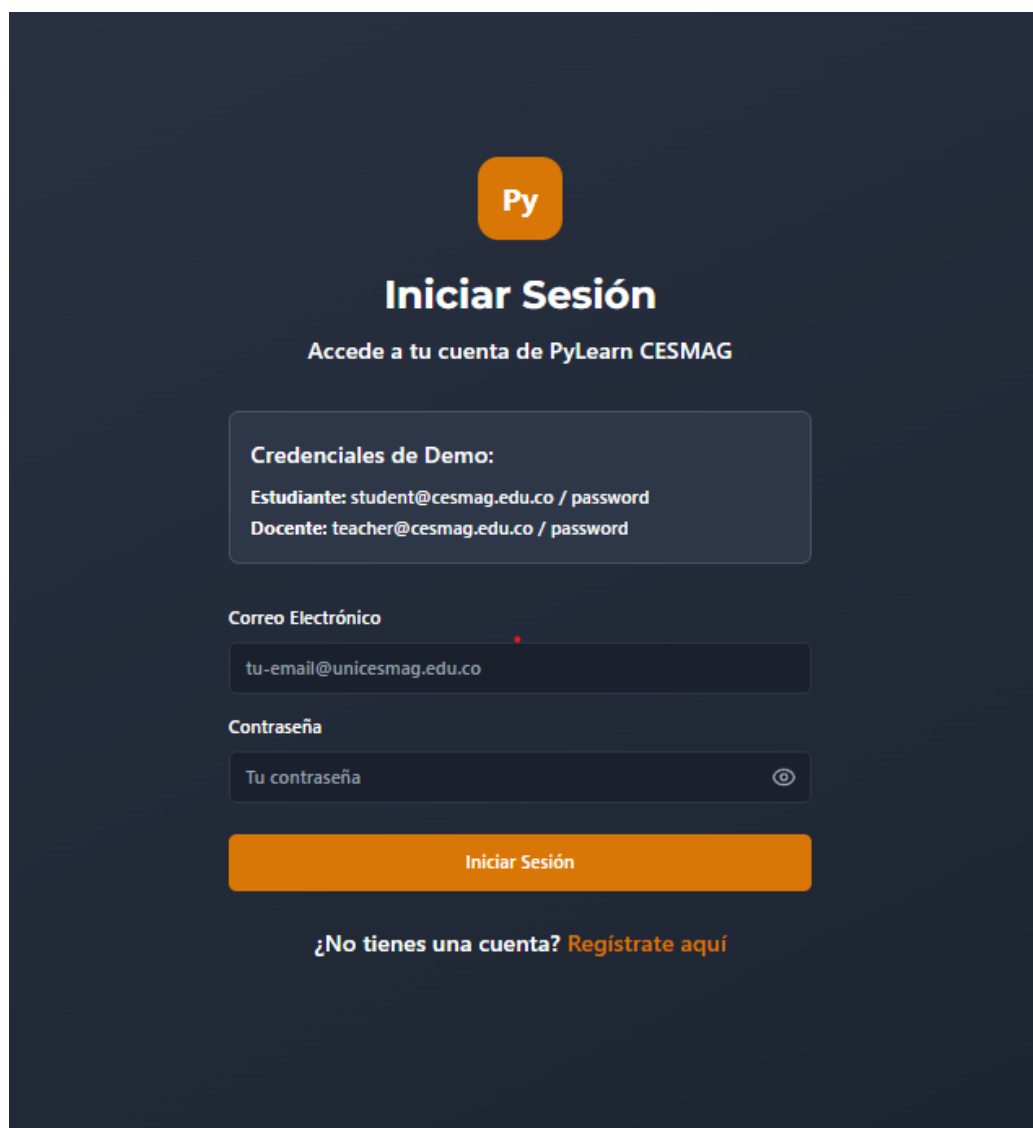 Py
Iniciar Sesión
Accede a tu cuenta de PyLearn CESMAG
Credenciales de Demo:
Estudiante: student@cesmag.edu.co / password
Docente: teacher@cesmag.edu.co / password
Correo Electrónico
tu-email@unicesmag.edu.co
Contraseña
Tu contraseña
Iniciar Sesión
¿No tienes una cuenta? Regístrate aquí